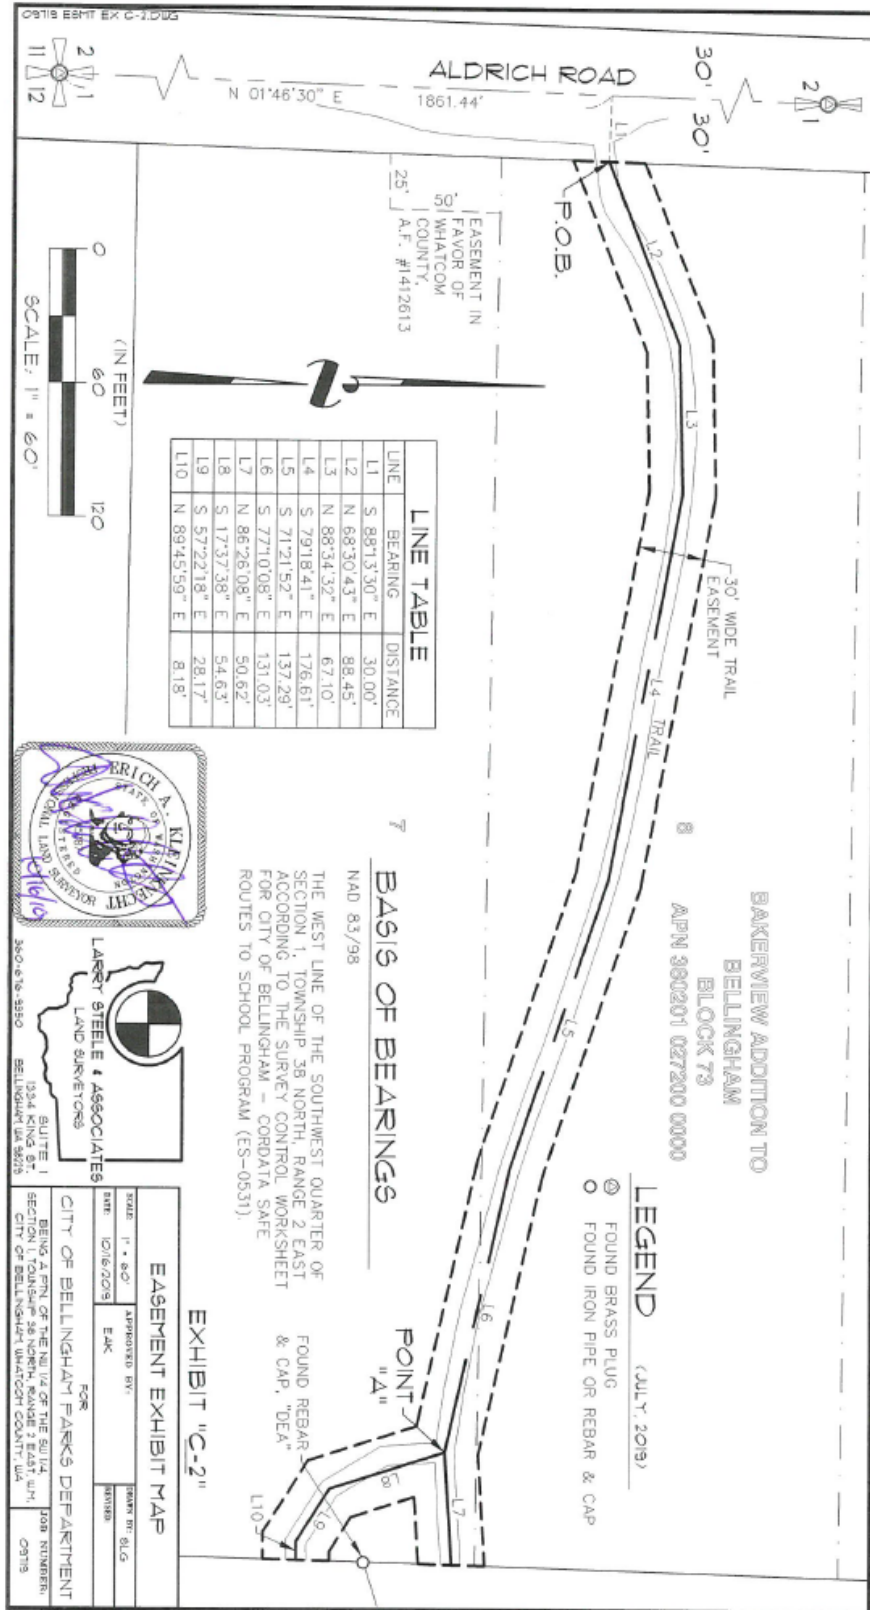 09719 ESMT EX C-2.DWG
2
1
11
12
N 01°46'30" E
1861.44'
ALDRICH ROAD
30'
30'
2
1
L1
P.O.B.
25'
50'
EASEMENT IN
FAVOR OF
WHATCOM
COUNTY,
A.F. #1412613
L2
L3
30' WIDE TRAIL
EASEMENT
L4 TRAIL
L5
L6
L7
L8
L9
L10
8
BAKERVIEW ADDITION TO
BELLINGHAM
BLOCK 73
APN 380201 027200 0000
0 60 120
(IN FEET)
SCALE: 1" = 60'
LINE TABLE
LINE BEARING DISTANCE
L1 S 88°13'30" E 30.00'
L2 N 68°30'43" E 88.45'
L3 N 88°34'32" E 67.10'
L4 S 79°18'41" E 176.61'
L5 S 71°21'52" E 137.29'
L6 S 77°10'08" E 131.03'
L7 N 86°26'08" E 50.62'
L8 S 17°37'38" E 54.63'
L9 S 57°22'18" E 28.17'
L10 N 89°45'59" E 8.18'
7
BASIS OF BEARINGS
NAD 83/98
THE WEST LINE OF THE SOUTHWEST QUARTER OF
SECTION 1, TOWNSHIP 38 NORTH, RANGE 2 EAST
ACCORDING TO THE SURVEY CONTROL WORKSHEET
FOR CITY OF BELLINGHAM – CORDATA SAFE
ROUTES TO SCHOOL PROGRAM (ES-0531).
LEGEND (JULY, 2019)
FOUND BRASS PLUG
FOUND IRON PIPE OR REBAR & CAP
POINT
"A"
FOUND REBAR
& CAP, "DEA"
ERICH A. KLEINKNECHT
STATE OF WASHINGTON
REGISTERED
LAND SURVEYOR
LARRY STEELE & ASSOCIATES
LAND SURVEYORS
SUITE 1
1334 KING ST.
360-676-9350 BELLINGHAM, WA 98229
EXHIBIT "C-2"
EASEMENT EXHIBIT MAP
SCALE: 1" = 60' APPROVED BY: DRAWN BY: SLG
DATE: 10/16/2019 EAK REVISED:
FOR
CITY OF BELLINGHAM PARKS DEPARTMENT
BEING A PTN. OF THE NW 1/4 OF THE SW 1/4,
SECTION 1, TOWNSHIP 38 NORTH, RANGE 2 EAST, W.M.
CITY OF BELLINGHAM, WHATCOM COUNTY, WA
JOB NUMBER:
09719